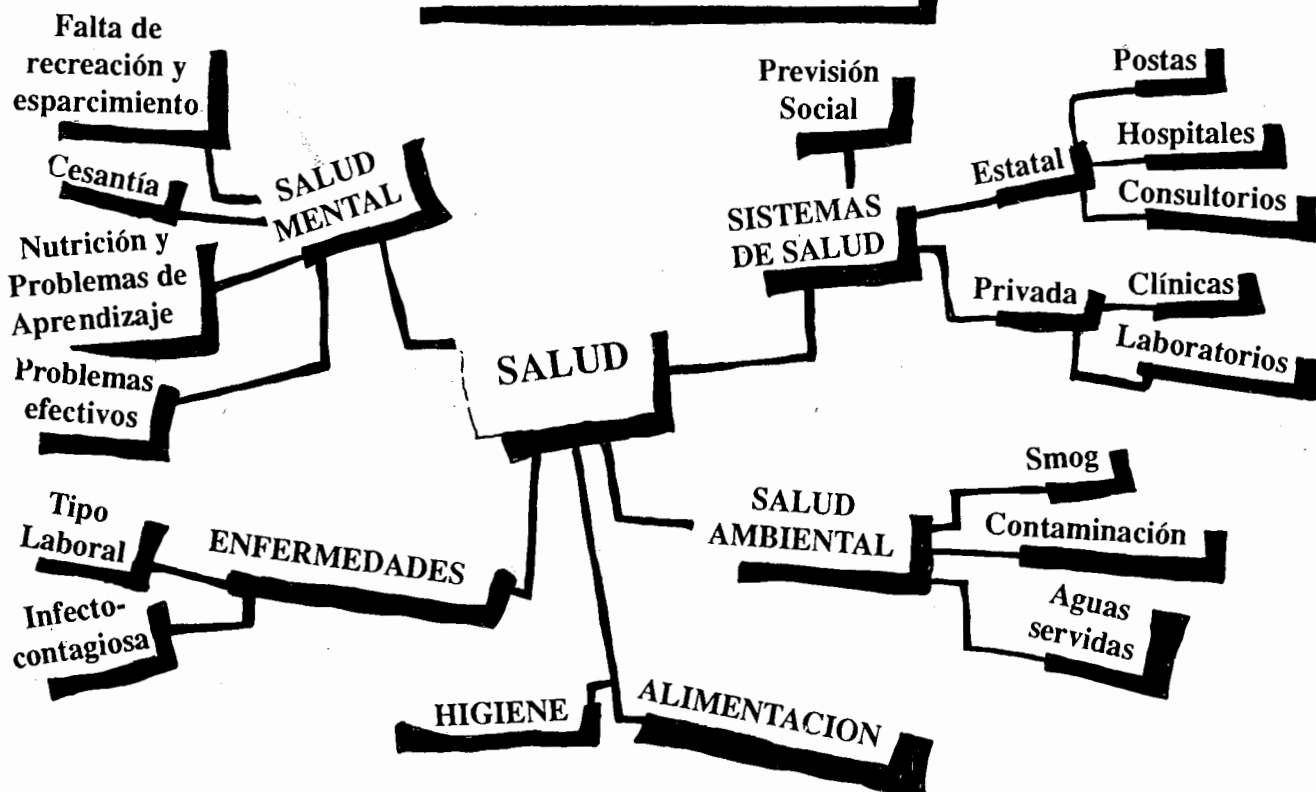 Falta de
recreación y
esparcimiento
Cesantía
SALUD
MENTAL
Nutrición y
Problemas de
Aprendizaje
Problemas
efectivos
Previsión
Social
SISTEMAS
DE SALUD
Estatal
Postas
Hospitales
Consultorios
Privada
Clínicas
Laboratorios
SALUD
Tipo
Laboral
ENFERMEDADES
Infecto-
contagiosa
SALUD
AMBIENTAL
Smog
Contaminación
Aguas
servidas
HIGIENE
ALIMENTACION